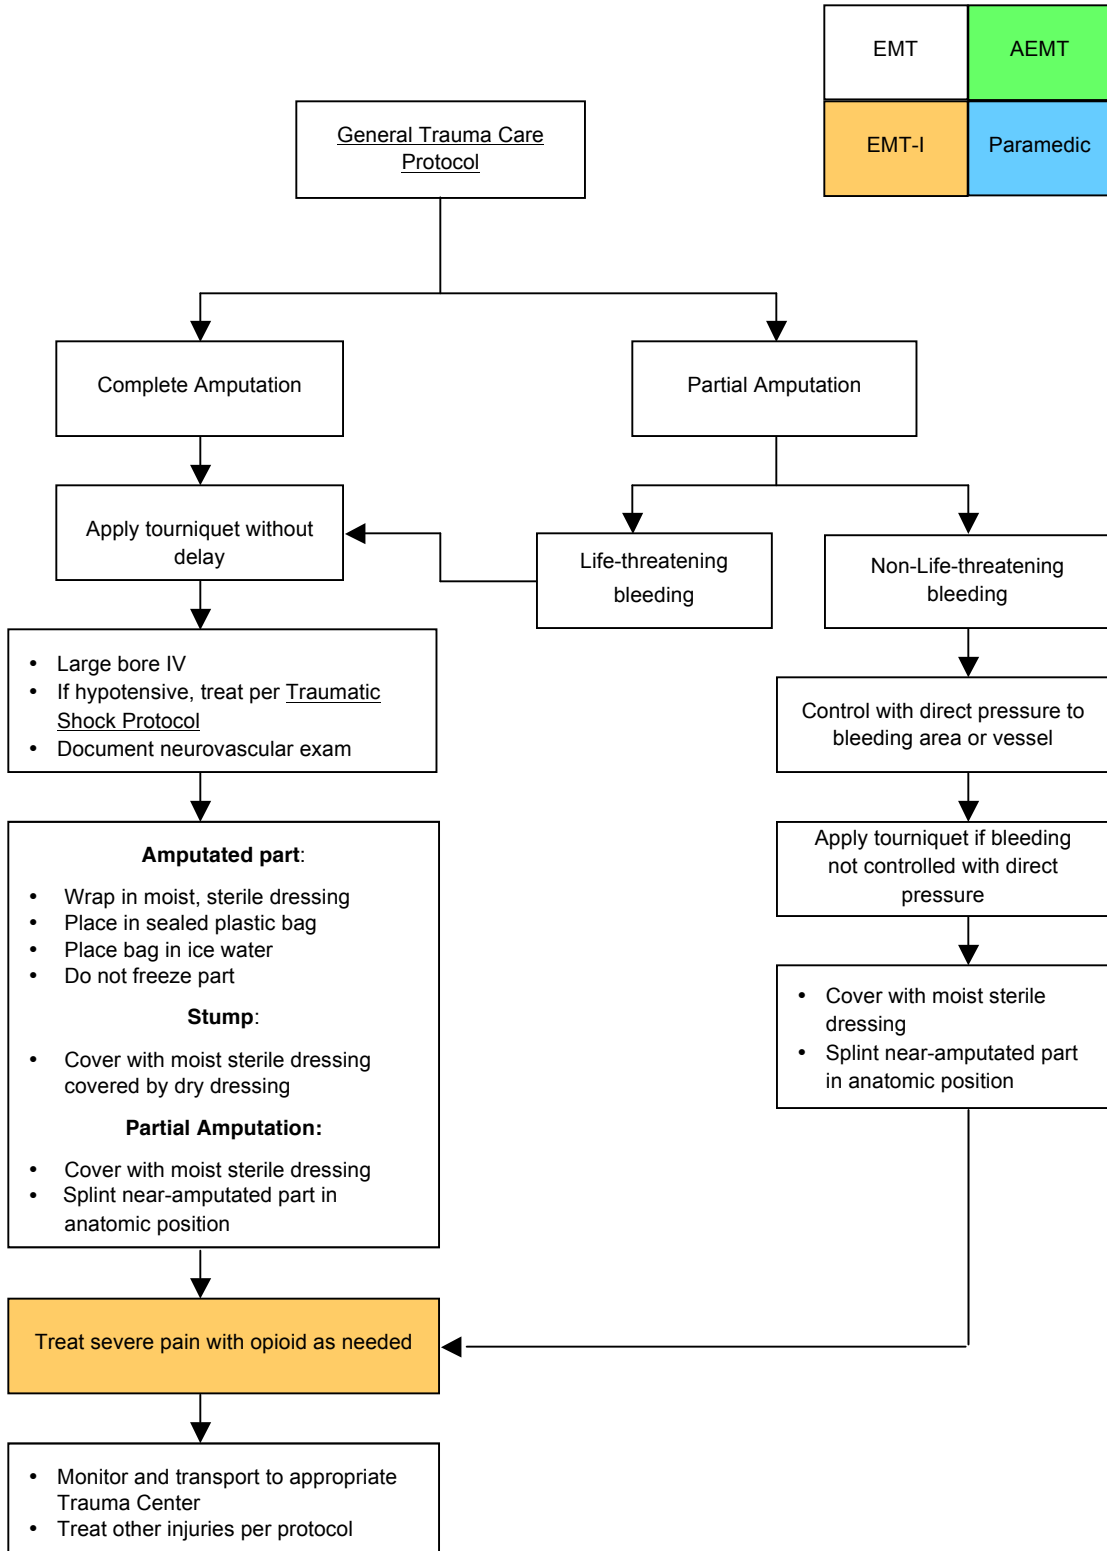 EMT
AEMT
EMT-I
Paramedic
General Trauma Care
Protocol
Complete Amputation
Partial Amputation
Apply tourniquet without
delay
Life-threatening
bleeding
Non-Life-threatening
bleeding
• Large bore IV
• If hypotensive, treat per Traumatic
Shock Protocol
• Document neurovascular exam
Control with direct pressure to
bleeding area or vessel
Amputated part:
• Wrap in moist, sterile dressing
• Place in sealed plastic bag
• Place bag in ice water
• Do not freeze part
Stump:
• Cover with moist sterile dressing
covered by dry dressing
Partial Amputation:
• Cover with moist sterile dressing
• Splint near-amputated part in
anatomic position
Apply tourniquet if bleeding
not controlled with direct
pressure
• Cover with moist sterile
dressing
• Splint near-amputated part
in anatomic position
Treat severe pain with opioid as needed
• Monitor and transport to appropriate
Trauma Center
• Treat other injuries per protocol